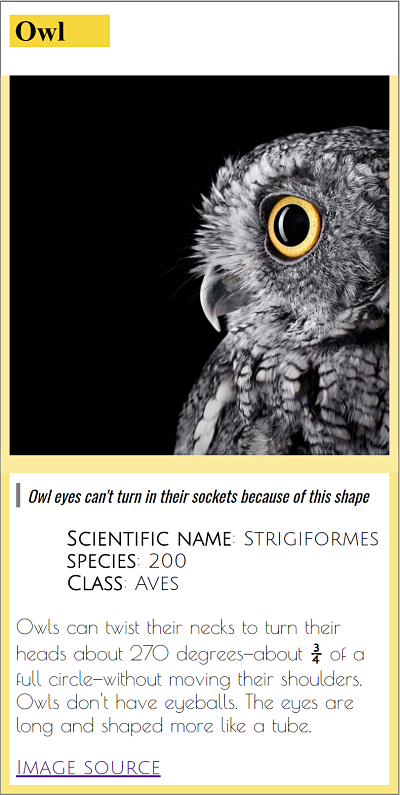 Owl
Owl eyes can't turn in their sockets because of this shape
Scientific name: Strigiformes
species: 200
Class: Aves
Owls can twist their necks to turn their
heads about 270 degrees—about ¾ of a
full circle—without moving their shoulders.
Owls don't have eyeballs. The eyes are
long and shaped more like a tube.
Image source